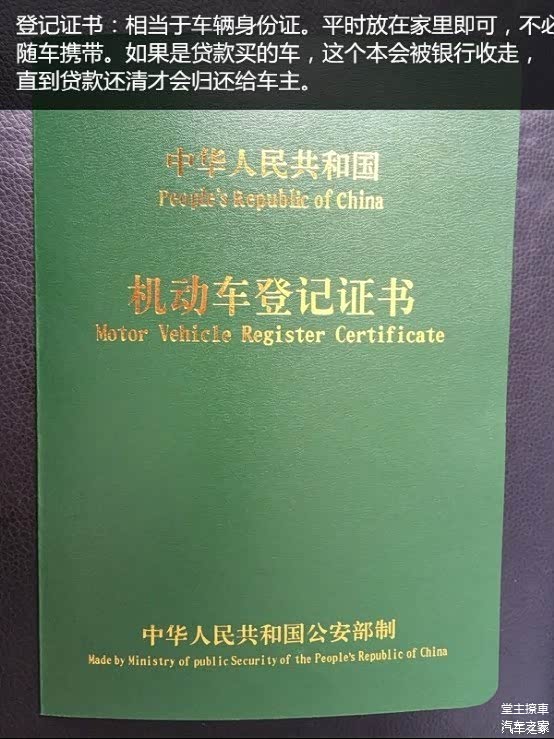 登记证书：相当于车辆身份证。平时放在家里即可，不必
随车携带。如果是贷款买的车，这个本会被银行收走，
直到贷款还清才会归还给车主。
中华人民共和国
People's Republic of China
机动车登记证书
Motor Vehicle Register Certificate
中华人民共和国公安部制
Made by Ministry of public Security of the People's Republic of China
堂主撩車
汽车之家